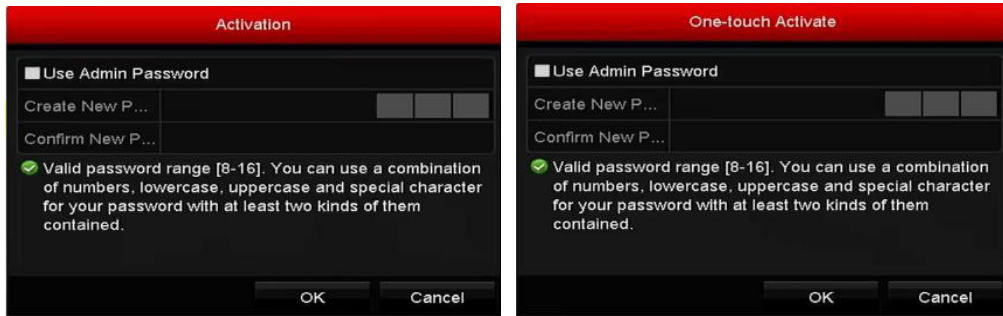 Activation
Use Admin Password
Create New P...
Confirm New P...
Valid password range [8-16]. You can use a combination
of numbers, lowercase, uppercase and special character
for your password with at least two kinds of them
contained.
OK Cancel
One-touch Activate
Use Admin Password
Create New P...
Confirm New P...
Valid password range [8-16]. You can use a combination
of numbers, lowercase, uppercase and special character
for your password with at least two kinds of them
contained.
OK Cancel